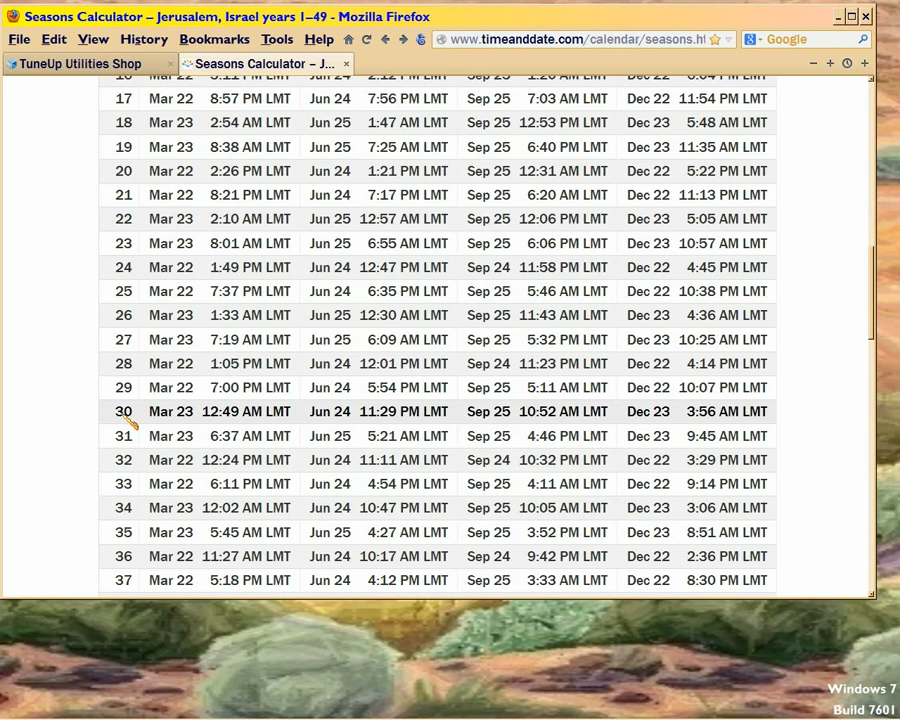 Seasons Calculator – Jerusalem, Israel years 1–49 - Mozilla Firefox
File Edit View History Bookmarks Tools Help www.timeanddate.com/calendar/seasons.ht Google
TuneUp Utilities Shop × Seasons Calculator – J... ×
17 Mar 22 8:57 PM LMT Jun 24 7:56 PM LMT Sep 25 7:03 AM LMT Dec 22 11:54 PM LMT
18 Mar 23 2:54 AM LMT Jun 25 1:47 AM LMT Sep 25 12:53 PM LMT Dec 23 5:48 AM LMT
19 Mar 23 8:38 AM LMT Jun 25 7:25 AM LMT Sep 25 6:40 PM LMT Dec 23 11:35 AM LMT
20 Mar 22 2:26 PM LMT Jun 24 1:21 PM LMT Sep 25 12:31 AM LMT Dec 22 5:22 PM LMT
21 Mar 22 8:21 PM LMT Jun 24 7:17 PM LMT Sep 25 6:20 AM LMT Dec 22 11:13 PM LMT
22 Mar 23 2:10 AM LMT Jun 25 12:57 AM LMT Sep 25 12:06 PM LMT Dec 23 5:05 AM LMT
23 Mar 23 8:01 AM LMT Jun 25 6:55 AM LMT Sep 25 6:06 PM LMT Dec 23 10:57 AM LMT
24 Mar 22 1:49 PM LMT Jun 24 12:47 PM LMT Sep 24 11:58 PM LMT Dec 22 4:45 PM LMT
25 Mar 22 7:37 PM LMT Jun 24 6:35 PM LMT Sep 25 5:46 AM LMT Dec 22 10:38 PM LMT
26 Mar 23 1:33 AM LMT Jun 25 12:30 AM LMT Sep 25 11:43 AM LMT Dec 23 4:36 AM LMT
27 Mar 23 7:19 AM LMT Jun 25 6:09 AM LMT Sep 25 5:32 PM LMT Dec 23 10:25 AM LMT
28 Mar 22 1:05 PM LMT Jun 24 12:01 PM LMT Sep 24 11:23 PM LMT Dec 22 4:14 PM LMT
29 Mar 22 7:00 PM LMT Jun 24 5:54 PM LMT Sep 25 5:11 AM LMT Dec 22 10:07 PM LMT
30 Mar 23 12:49 AM LMT Jun 24 11:29 PM LMT Sep 25 10:52 AM LMT Dec 23 3:56 AM LMT
31 Mar 23 6:37 AM LMT Jun 25 5:21 AM LMT Sep 25 4:46 PM LMT Dec 23 9:45 AM LMT
32 Mar 22 12:24 PM LMT Jun 24 11:11 AM LMT Sep 24 10:32 PM LMT Dec 22 3:29 PM LMT
33 Mar 22 6:11 PM LMT Jun 24 4:54 PM LMT Sep 25 4:11 AM LMT Dec 22 9:14 PM LMT
34 Mar 23 12:02 AM LMT Jun 24 10:47 PM LMT Sep 25 10:05 AM LMT Dec 23 3:06 AM LMT
35 Mar 23 5:45 AM LMT Jun 25 4:27 AM LMT Sep 25 3:52 PM LMT Dec 23 8:51 AM LMT
36 Mar 22 11:27 AM LMT Jun 24 10:17 AM LMT Sep 24 9:42 PM LMT Dec 22 2:36 PM LMT
37 Mar 22 5:18 PM LMT Jun 24 4:12 PM LMT Sep 25 3:33 AM LMT Dec 22 8:30 PM LMT
Windows 7
Build 7601